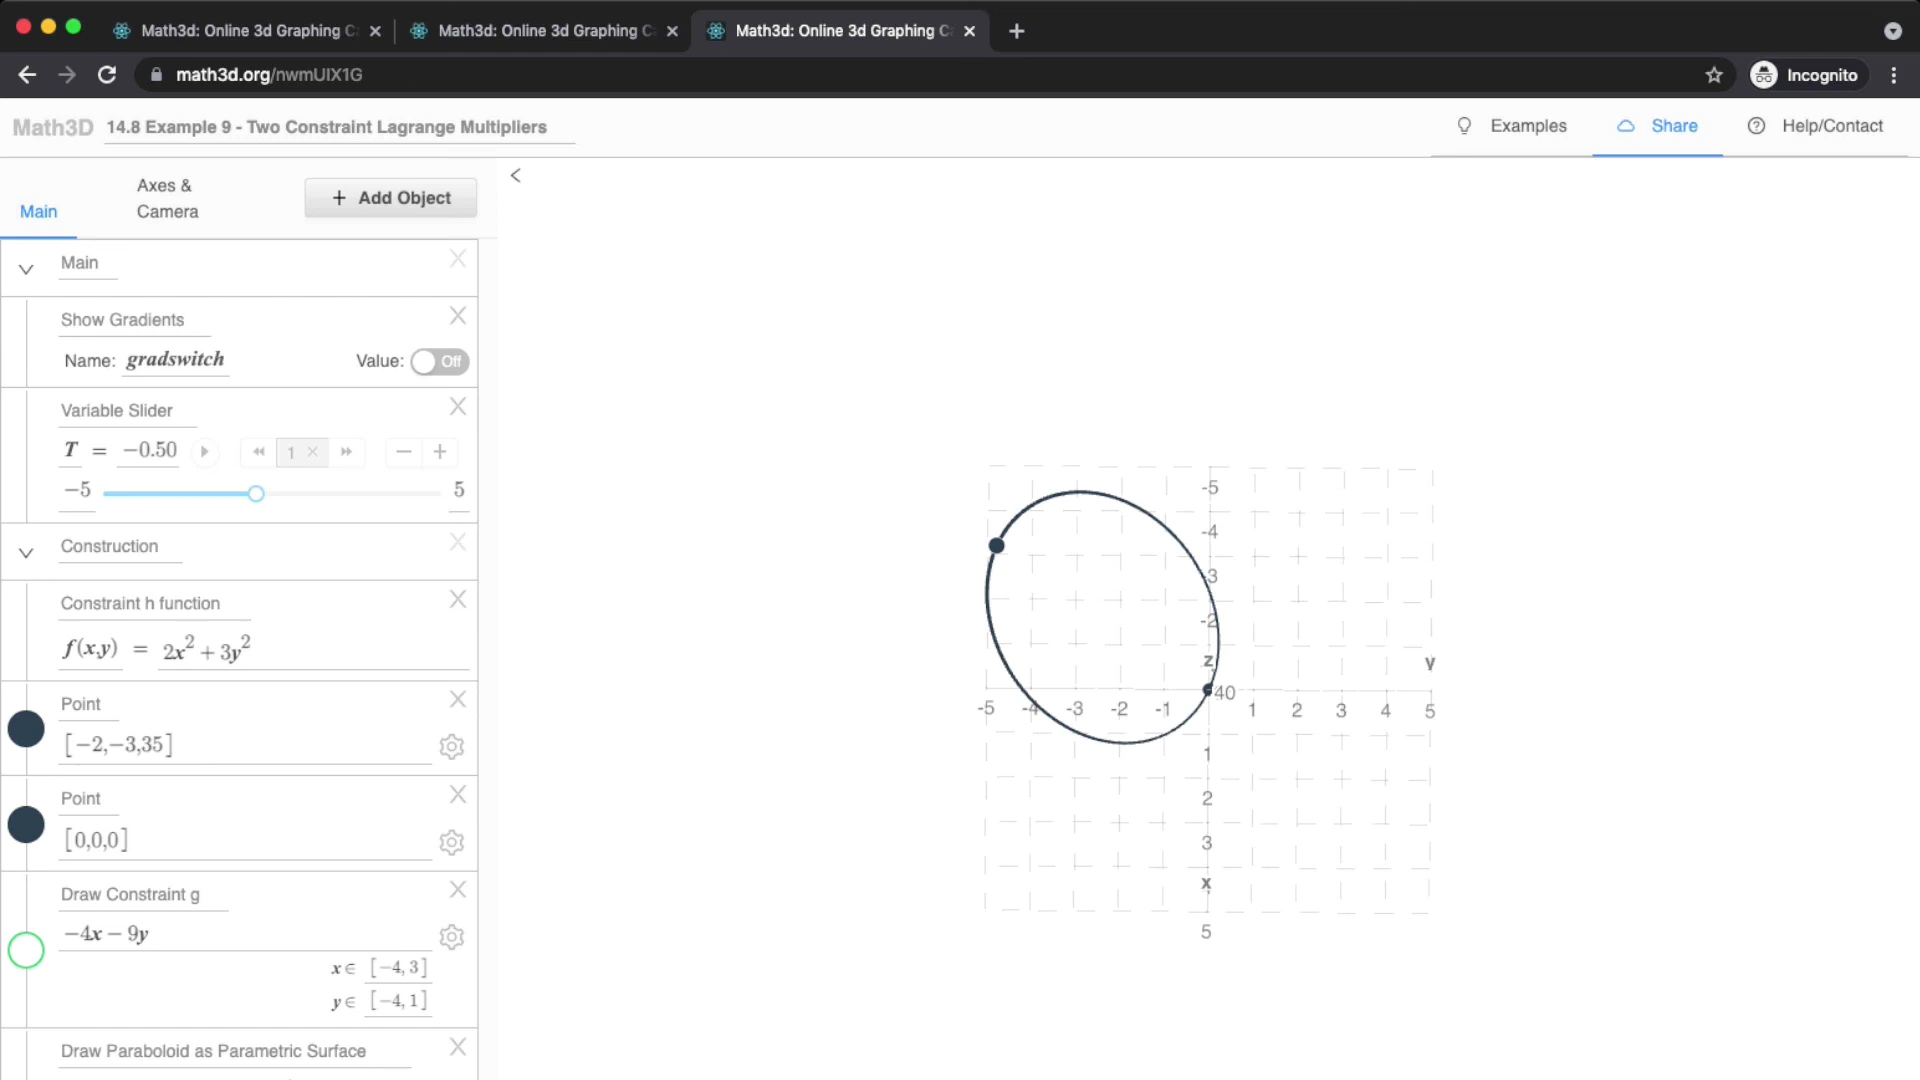 Math3d: Online 3d Graphing C
Math3d: Online 3d Graphing C
Math3d: Online 3d Graphing C
math3d.org/nwmUIX1G
Incognito
Math3D
14.8 Example 9 - Two Constraint Lagrange Multipliers
Examples
Share
Help/Contact
Main
Axes & Camera
+ Add Object
Main
Show Gradients
Name: gradswitch Value: Off
Variable Slider
T = −0.50
1 ×
−5 5
Construction
Constraint h function
f(x,y) = 2x² + 3y²
Point
[−2,−3,35]
Point
[0,0,0]
Draw Constraint g
−4x − 9y
x∈ [−4, 3]
y∈ [−4, 1]
Draw Paraboloid as Parametric Surface
-5
-4
-3
-2
z
y
40
-5 -4 -3 -2 -1 1 2 3 4 5
1
2
3
x
5